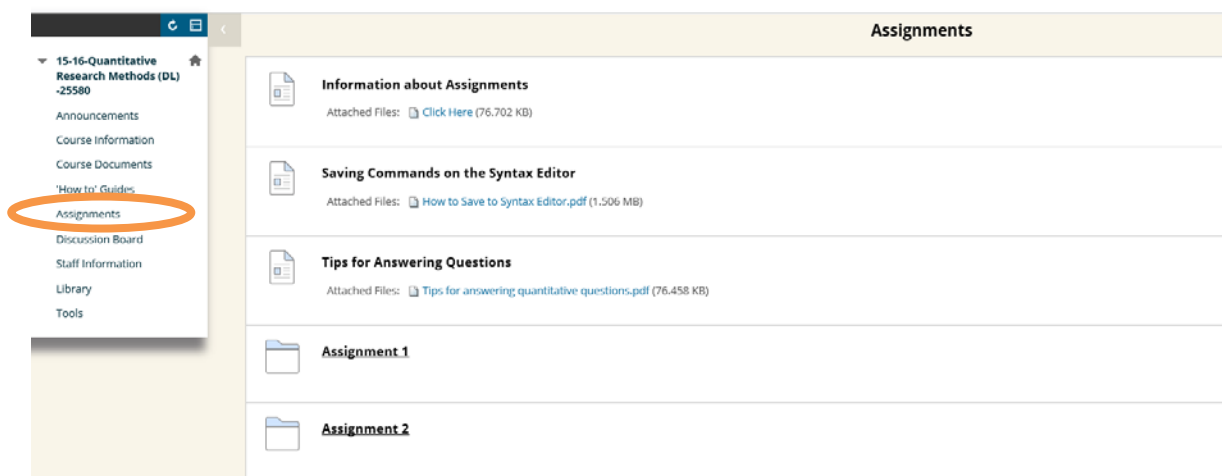 Assignments
15-16-Quantitative
Research Methods (DL)
-25580
Announcements
Course Information
Course Documents
'How to' Guides
Assignments
Discussion Board
Staff Information
Library
Tools
Information about Assignments
Attached Files: Click Here (76.702 KB)
Saving Commands on the Syntax Editor
Attached Files: How to Save to Syntax Editor.pdf (1.506 MB)
Tips for Answering Questions
Attached Files: Tips for answering quantitative questions.pdf (76.458 KB)
Assignment 1
Assignment 2